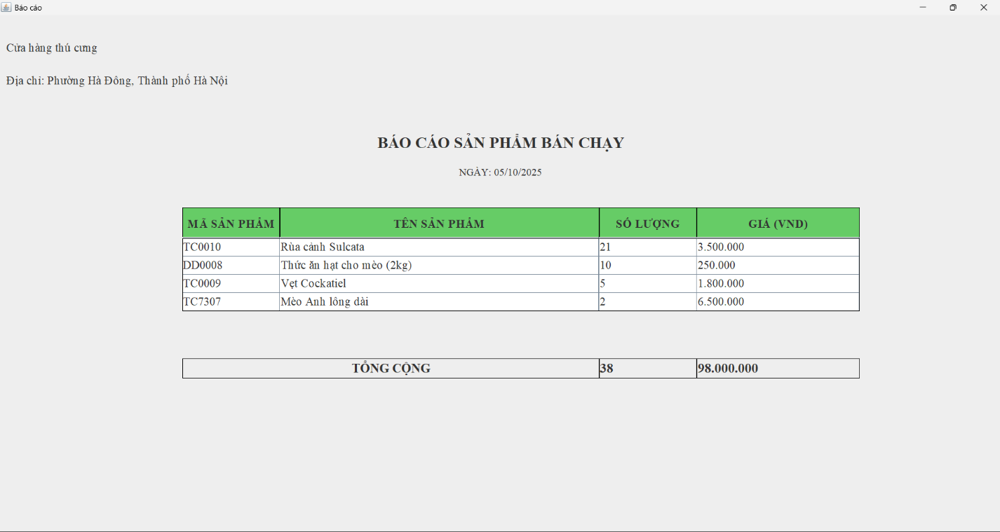 Báo cáo
Cửa hàng thú cưng
Địa chỉ: Phường Hà Đông, Thành phố Hà Nội
BÁO CÁO SẢN PHẨM BÁN CHẠY
NGÀY: 05/10/2025
MÃ SẢN PHẨM TÊN SẢN PHẨM SỐ LƯỢNG GIÁ (VND)
TC0010 Rùa cảnh Sulcata 21 3.500.000
DD0008 Thức ăn hạt cho mèo (2kg) 10 250.000
TC0009 Vẹt Cockatiel 5 1.800.000
TC7307 Mèo Anh lông dài 2 6.500.000
TỔNG CỘNG 38 98.000.000